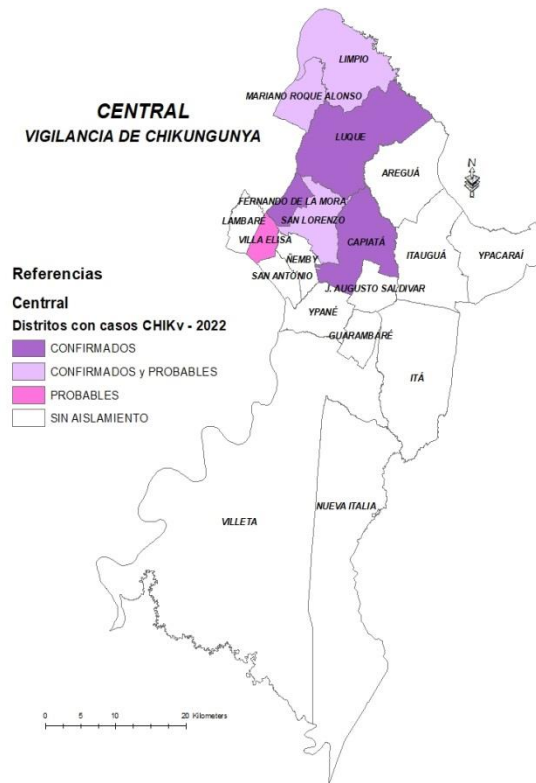 LIMPIO
MARIANO ROQUE ALONSO
CENTRAL
VIGILANCIA DE CHIKUNGUNYA
LUQUE
AREGUÁ
N
FERNANDO DE LA MORA
LAMBARÉ
SAN LORENZO
VILLA ELISA
CAPIATÁ
ITAUGUÁ
YPACARAÍ
ÑEMBY
SAN ANTONIO
J. AUGUSTO SALDIVAR
YPANÉ
GUARAMBARÉ
ITÁ
Referencias
Centrral
Distritos con casos CHIKv - 2022
CONFIRMADOS
CONFIRMADOS y PROBABLES
PROBABLES
SIN AISLAMIENTO
VILLETA
NUEVA ITALIA
0 5 10 20 Kilometers